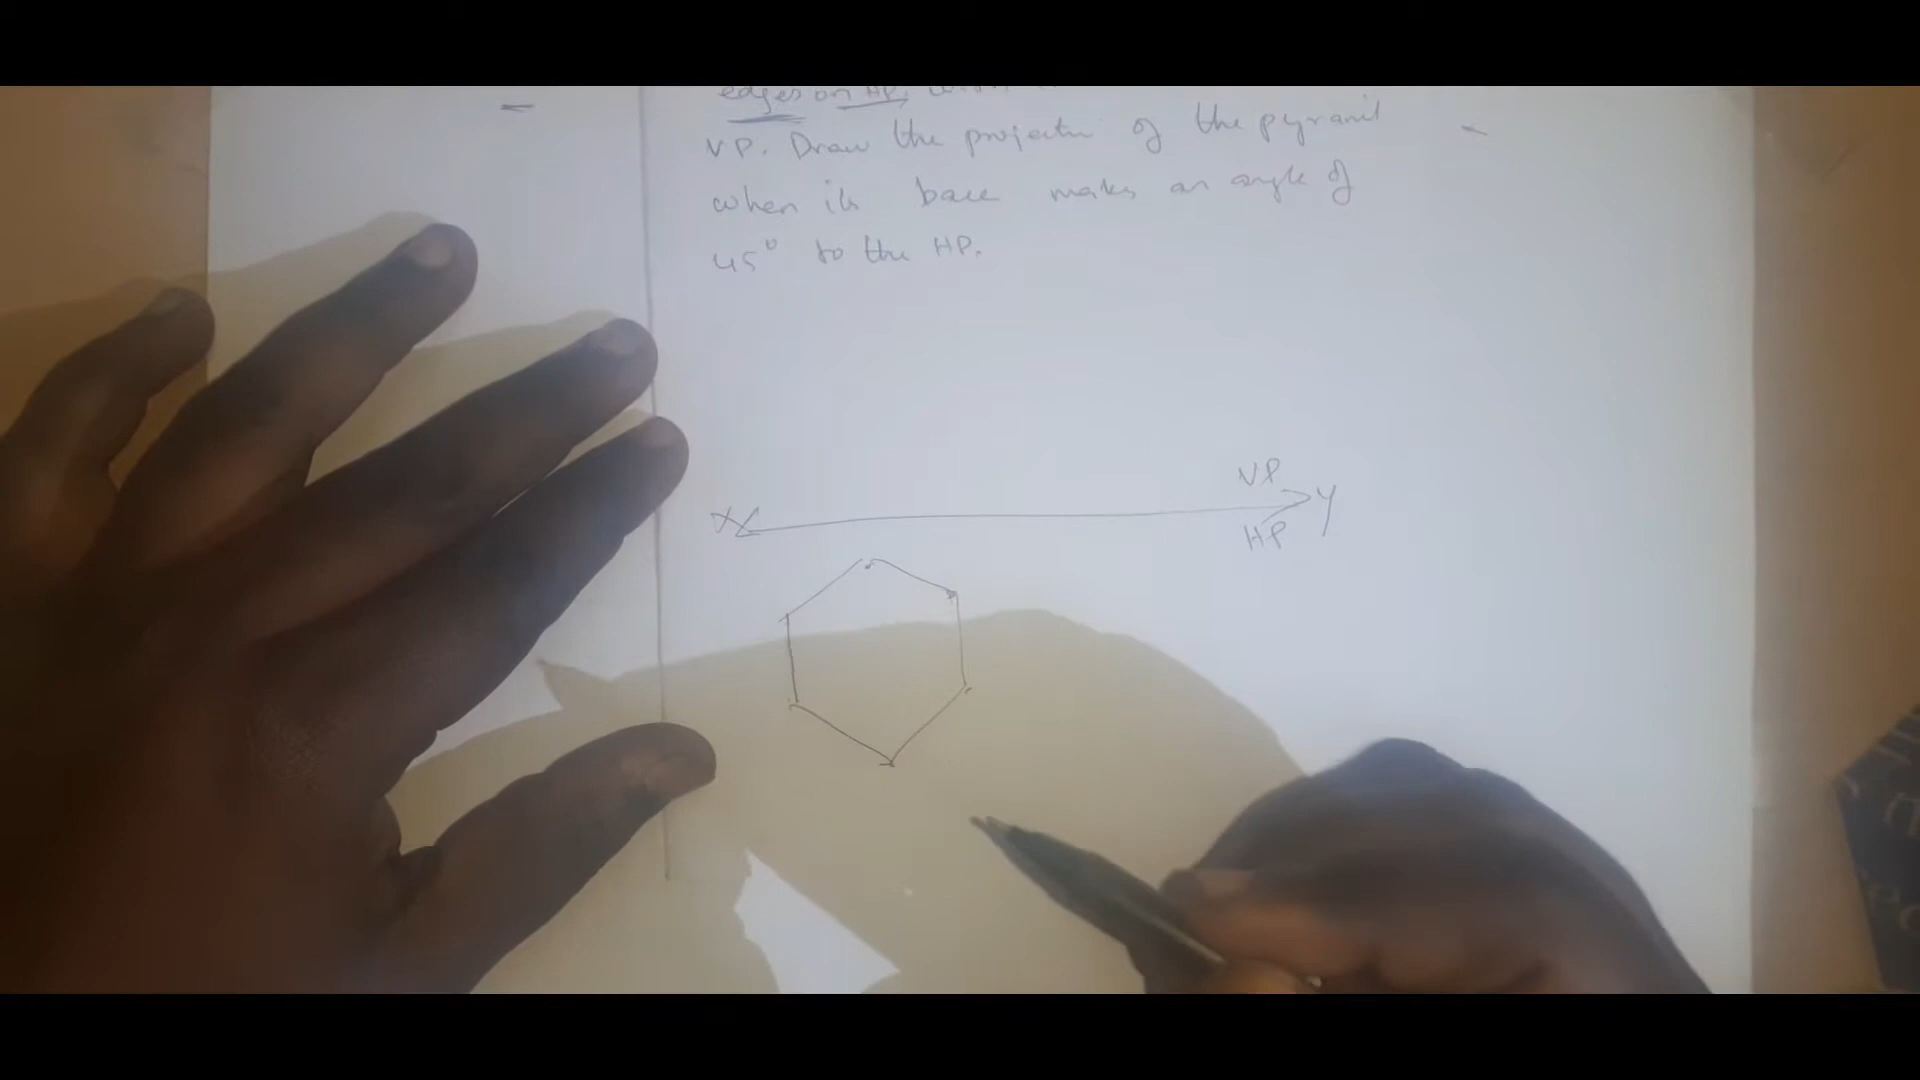 edges on HP,
VP. Draw the projectn of the pyramid
when its base makes an angle of
45° to the HP.
VP
X Y
HP